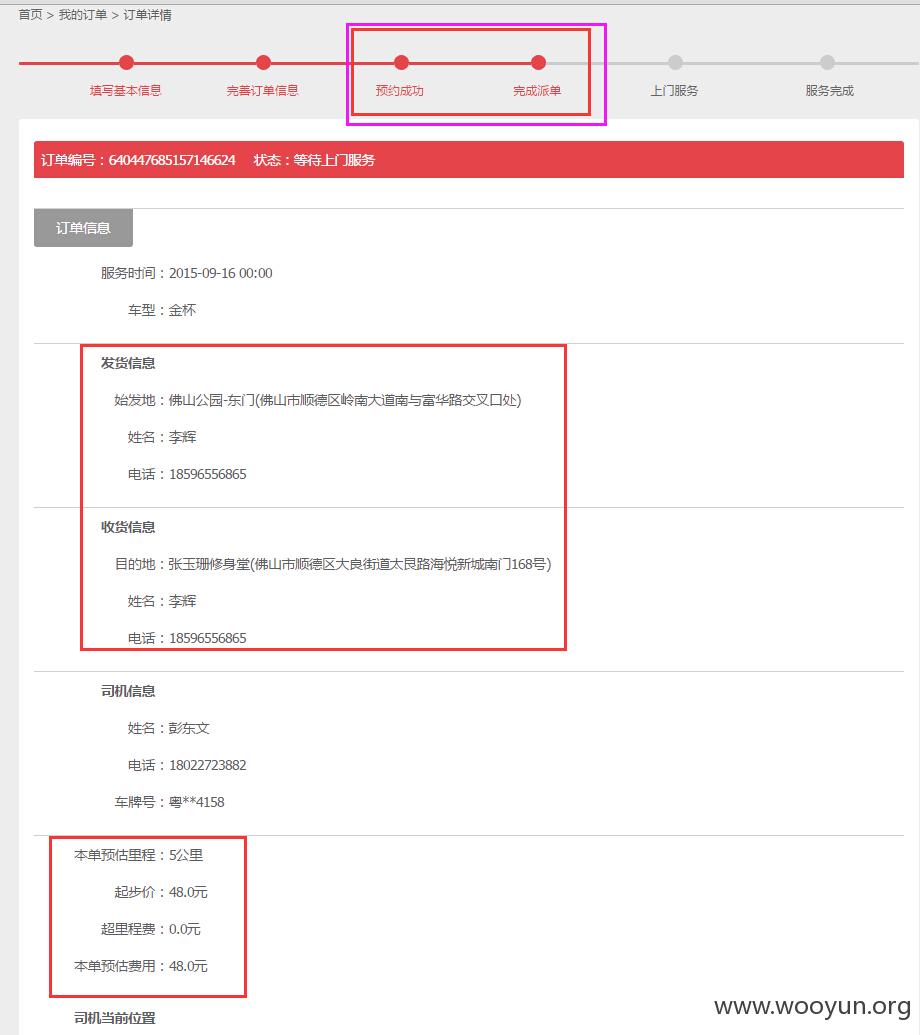 首页 > 我的订单 > 订单详情
填写基本信息 完善订单信息 预约成功 完成派单 上门服务 服务完成
订单编号：640447685157146624 状态：等待上门服务
订单信息
服务时间：2015-09-16 00:00
车型：金杯
发货信息
始发地：佛山公园-东门(佛山市顺德区岭南大道南与富华路交叉口处)
姓名：李辉
电话：18596556865
收货信息
目的地：张玉珊修身堂(佛山市顺德区大良街道太艮路海悦新城南门168号)
姓名：李辉
电话：18596556865
司机信息
姓名：彭东文
电话：18022723882
车牌号：粤**4158
本单预估里程：5公里
起步价：48.0元
超里程费：0.0元
本单预估费用：48.0元
司机当前位置
www.wooyun.org